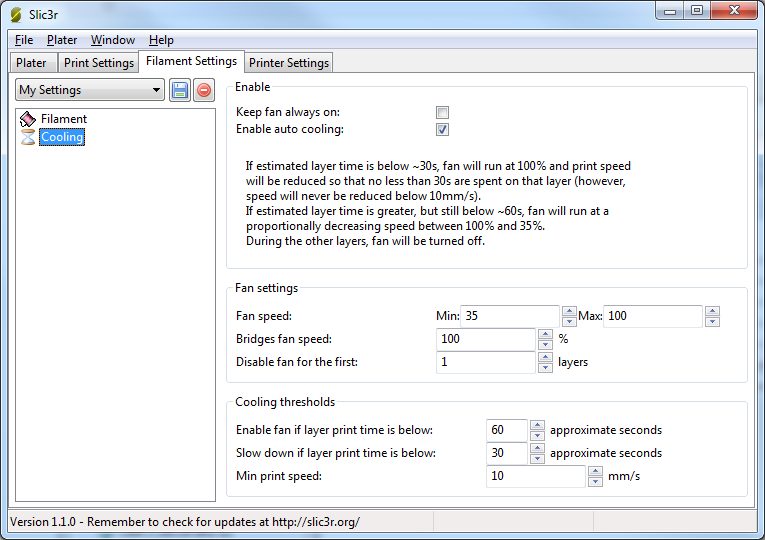 Slic3r
File Plater Window Help
Plater Print Settings Filament Settings Printer Settings
My Settings
Filament
Cooling
Enable
Keep fan always on:
Enable auto cooling:
If estimated layer time is below ~30s, fan will run at 100% and print speed
will be reduced so that no less than 30s are spent on that layer (however,
speed will never be reduced below 10mm/s).
If estimated layer time is greater, but still below ~60s, fan will run at a
proportionally decreasing speed between 100% and 35%.
During the other layers, fan will be turned off.
Fan settings
Fan speed: Min: 35 Max: 100
Bridges fan speed: 100 %
Disable fan for the first: 1 layers
Cooling thresholds
Enable fan if layer print time is below: 60 approximate seconds
Slow down if layer print time is below: 30 approximate seconds
Min print speed: 10 mm/s
Version 1.1.0 - Remember to check for updates at http://slic3r.org/